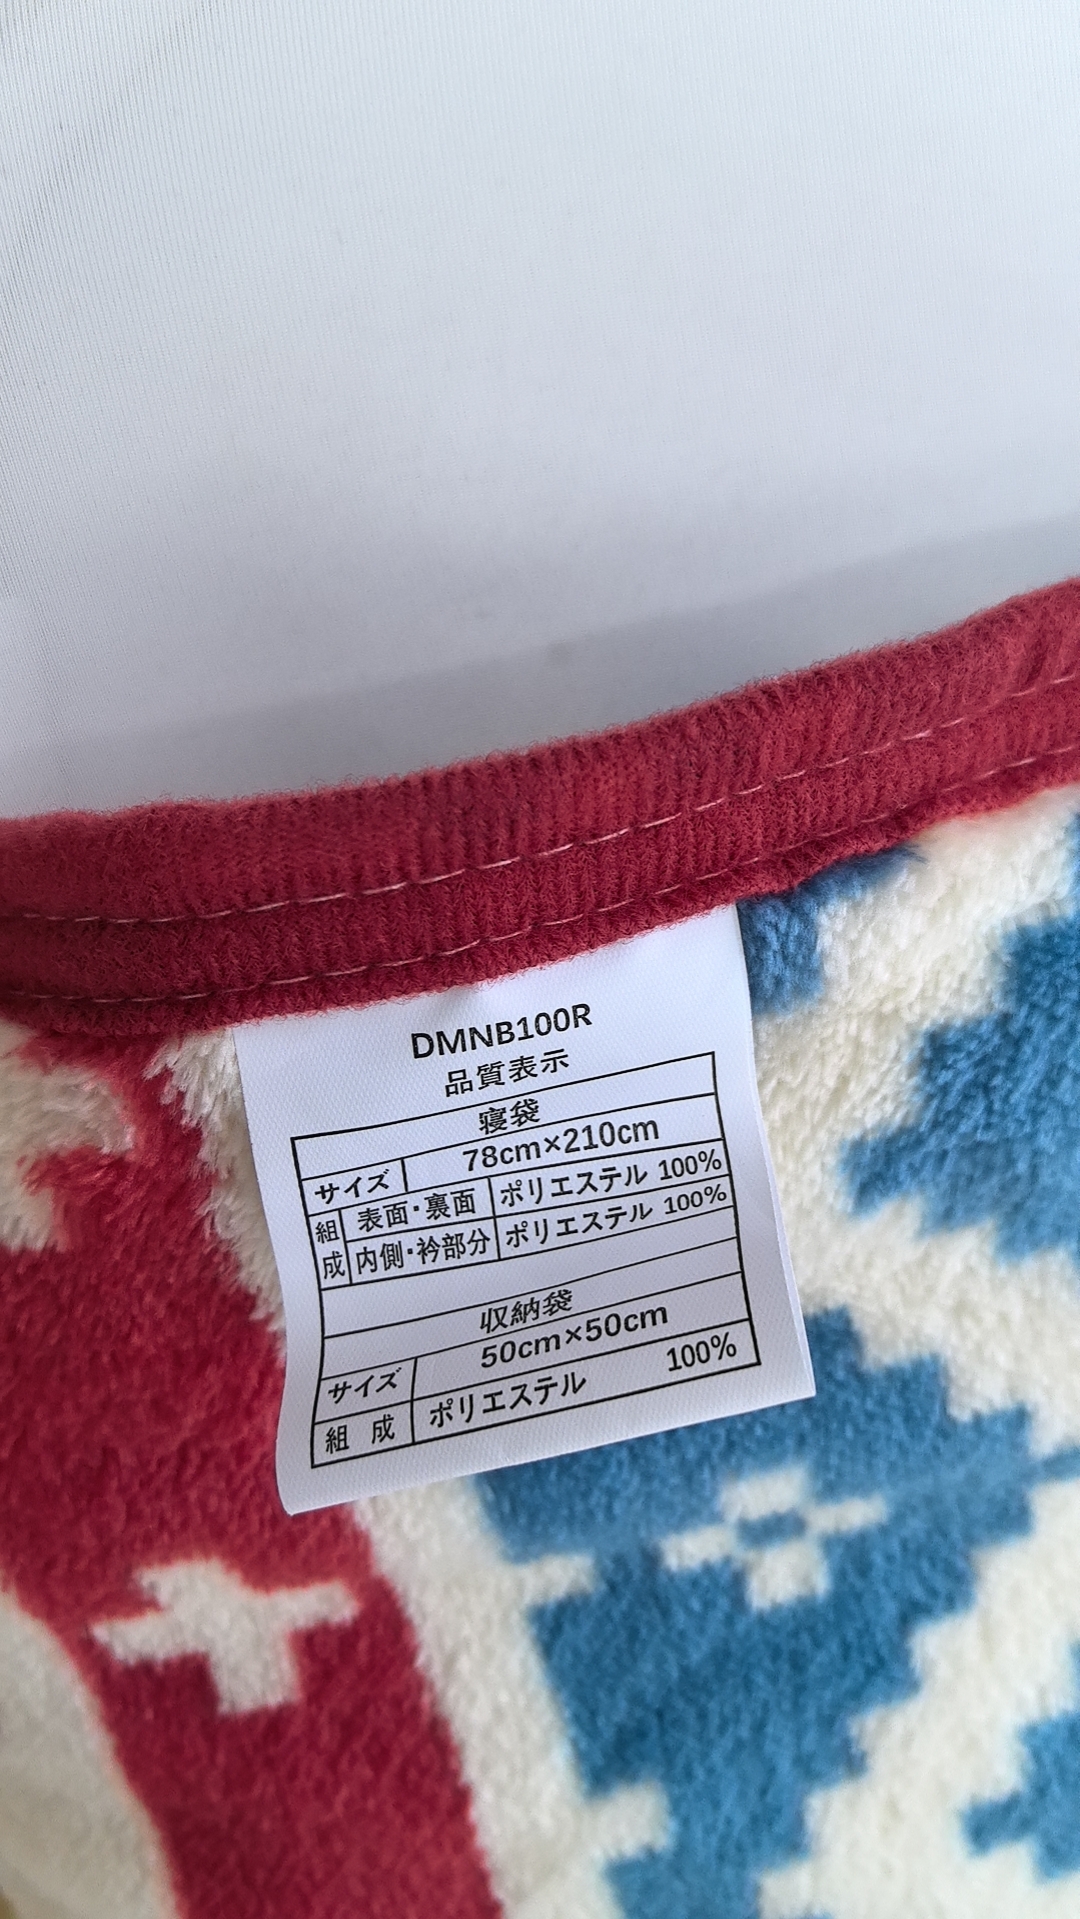 DMNB100R
品質表示
寝袋
サイズ 78cm×210cm
組成 表面・裏面 ポリエステル 100%
内側・衿部分 ポリエステル 100%
収納袋
サイズ 50cm×50cm
組 成 ポリエステル 100%